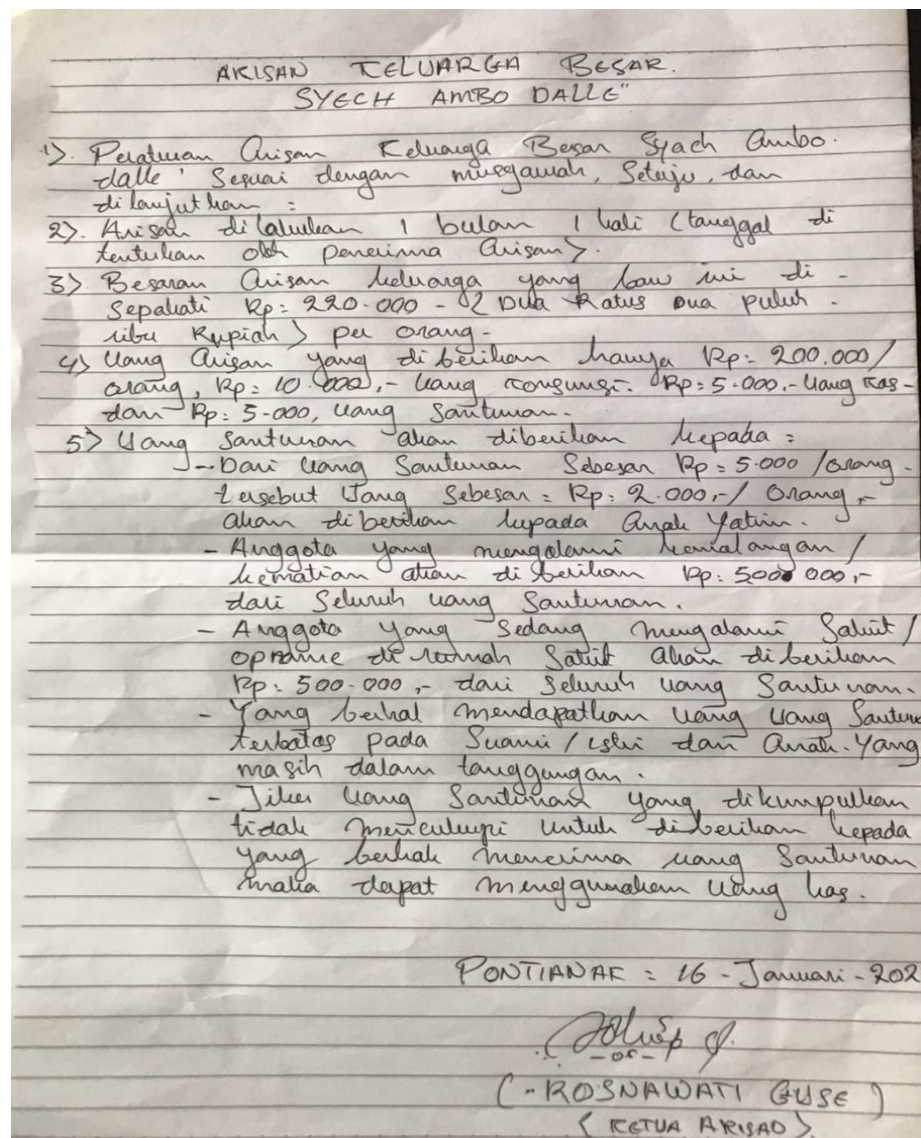 ARISAN KELUARGA BESAR.
SYECH AMBO DALLE"
1). Peraturan Arisan Keluarga Besar Syach Ambo.
dalle' Sesuai dengan musyawah, Setuju, dan
di lanjutkan :
2). Arisan dilakukan 1 bulan 1 kali (tanggal di
tentukan oleh penerima Arisan).
3). Besaran Arisan keluarga yang baru ini di -
Sepakati Rp: 220.000 - ( Dua Ratus Dua puluh .
ribu Rupiah ) per orang -
4) Uang Arisan yang di berikan hanya Rp: 200.000/
orang, Rp: 10.000,- Uang Konsumsi. Rp: 5.000.- Uang Kas -
dan Rp: 5.000, Uang Santunan -
5) Uang Santunan akan diberikan kepada :
- Dari Uang Santunan Sebesar Rp: 5.000 /orang -
tersebut Uang Sebesar : Rp: 2.000,-/ Orang ,-
akan diberikan kepada Anak Yatim .
- Anggota yang mengalami kemalangan /
kematian akan di berikan Rp: 500 000,-
dari Seluruh uang Santunan .
- Anggota yang Sedang mengalami Sakit /
opname di rumah Sakit akan di berikan
Rp: 500.000 ,- dari Seluruh uang Santunan .
- Yang berhak mendapatkan uang uang Santuna
terbatas pada Suami / istri dan Anak. Yang
masih dalam tanggungan .
- Jika Uang Santunan yang dikumpulkan
tidak mencukupi untuk diberikan kepada
yang berhak menerima uang Santunan
maka dapat menggunakan uang kas .
PONTIANAK : 16 - Januari - 202
- os -
( - ROSNAWATI GUSE )
( KETUA ARISAO )